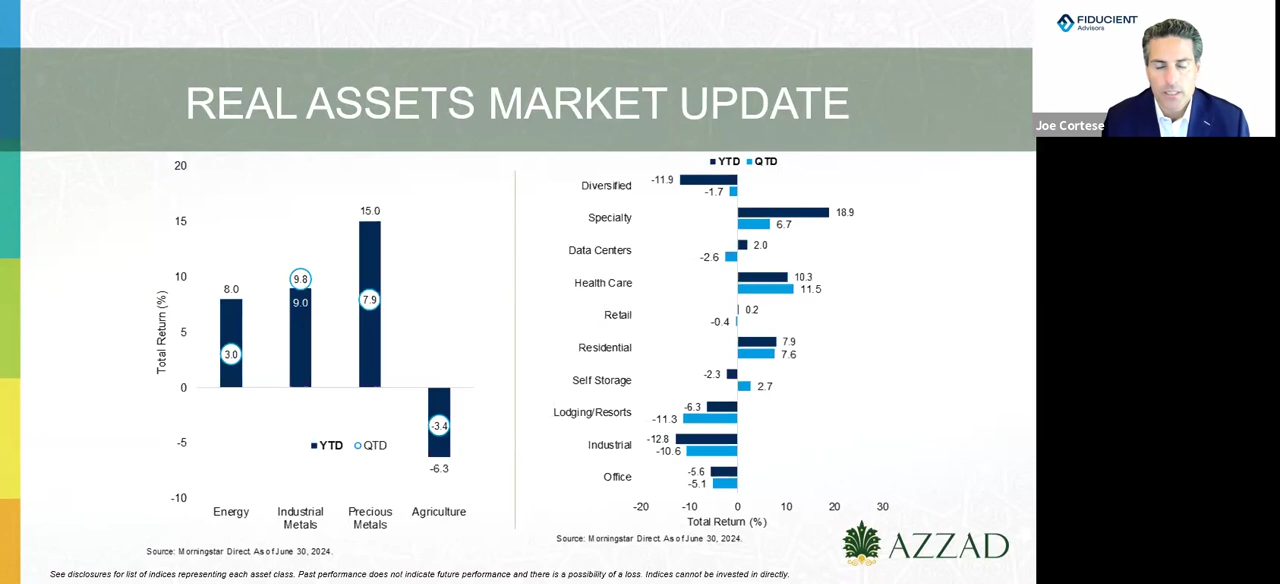 FIDUCIENT
Advisors
Joe Cortese
REAL ASSETS MARKET UPDATE
20
15
10
5
0
-5
-10
Total Return (%)
8.0
3.0
9.8
9.0
15.0
7.9
-3.4
-6.3
YTD QTD
Energy
Industrial
Metals
Precious
Metals
Agriculture
Source: Morningstar Direct. As of June 30, 2024.
YTD QTD
Diversified -11.9 -1.7
Specialty 18.9 6.7
Data Centers 2.0 -2.6
Health Care 10.3 11.5
Retail 0.2 -0.4
Residential 7.9 7.6
Self Storage -2.3 2.7
Lodging/Resorts -6.3 -11.3
Industrial -12.8 -10.6
Office -5.6 -5.1
-20 -10 0 10 20 30
Total Return (%)
Source: Morningstar Direct. As of June 30, 2024.
AZZAD
See disclosures for list of indices representing each asset class. Past performance does not indicate future performance and there is a possibility of a loss. Indices cannot be invested in directly.